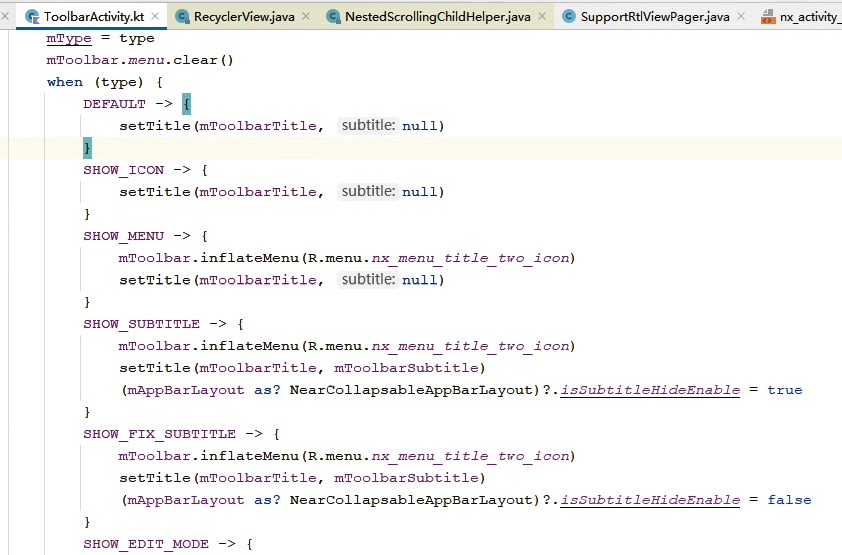 ToolbarActivity.kt RecyclerView.java NestedScrollingChildHelper.java SupportRtlViewPager.java nx_activity_
mType = type
mToolbar.menu.clear()
when (type) {
DEFAULT -> {
setTitle(mToolbarTitle, subtitle: null)
}
SHOW_ICON -> {
setTitle(mToolbarTitle, subtitle: null)
}
SHOW_MENU -> {
mToolbar.inflateMenu(R.menu.nx_menu_title_two_icon)
setTitle(mToolbarTitle, subtitle: null)
}
SHOW_SUBTITLE -> {
mToolbar.inflateMenu(R.menu.nx_menu_title_two_icon)
setTitle(mToolbarTitle, mToolbarSubtitle)
(mAppBarLayout as? NearCollapsableAppBarLayout)?.isSubtitleHideEnable = true
}
SHOW_FIX_SUBTITLE -> {
mToolbar.inflateMenu(R.menu.nx_menu_title_two_icon)
setTitle(mToolbarTitle, mToolbarSubtitle)
(mAppBarLayout as? NearCollapsableAppBarLayout)?.isSubtitleHideEnable = false
}
SHOW_EDIT_MODE -> {